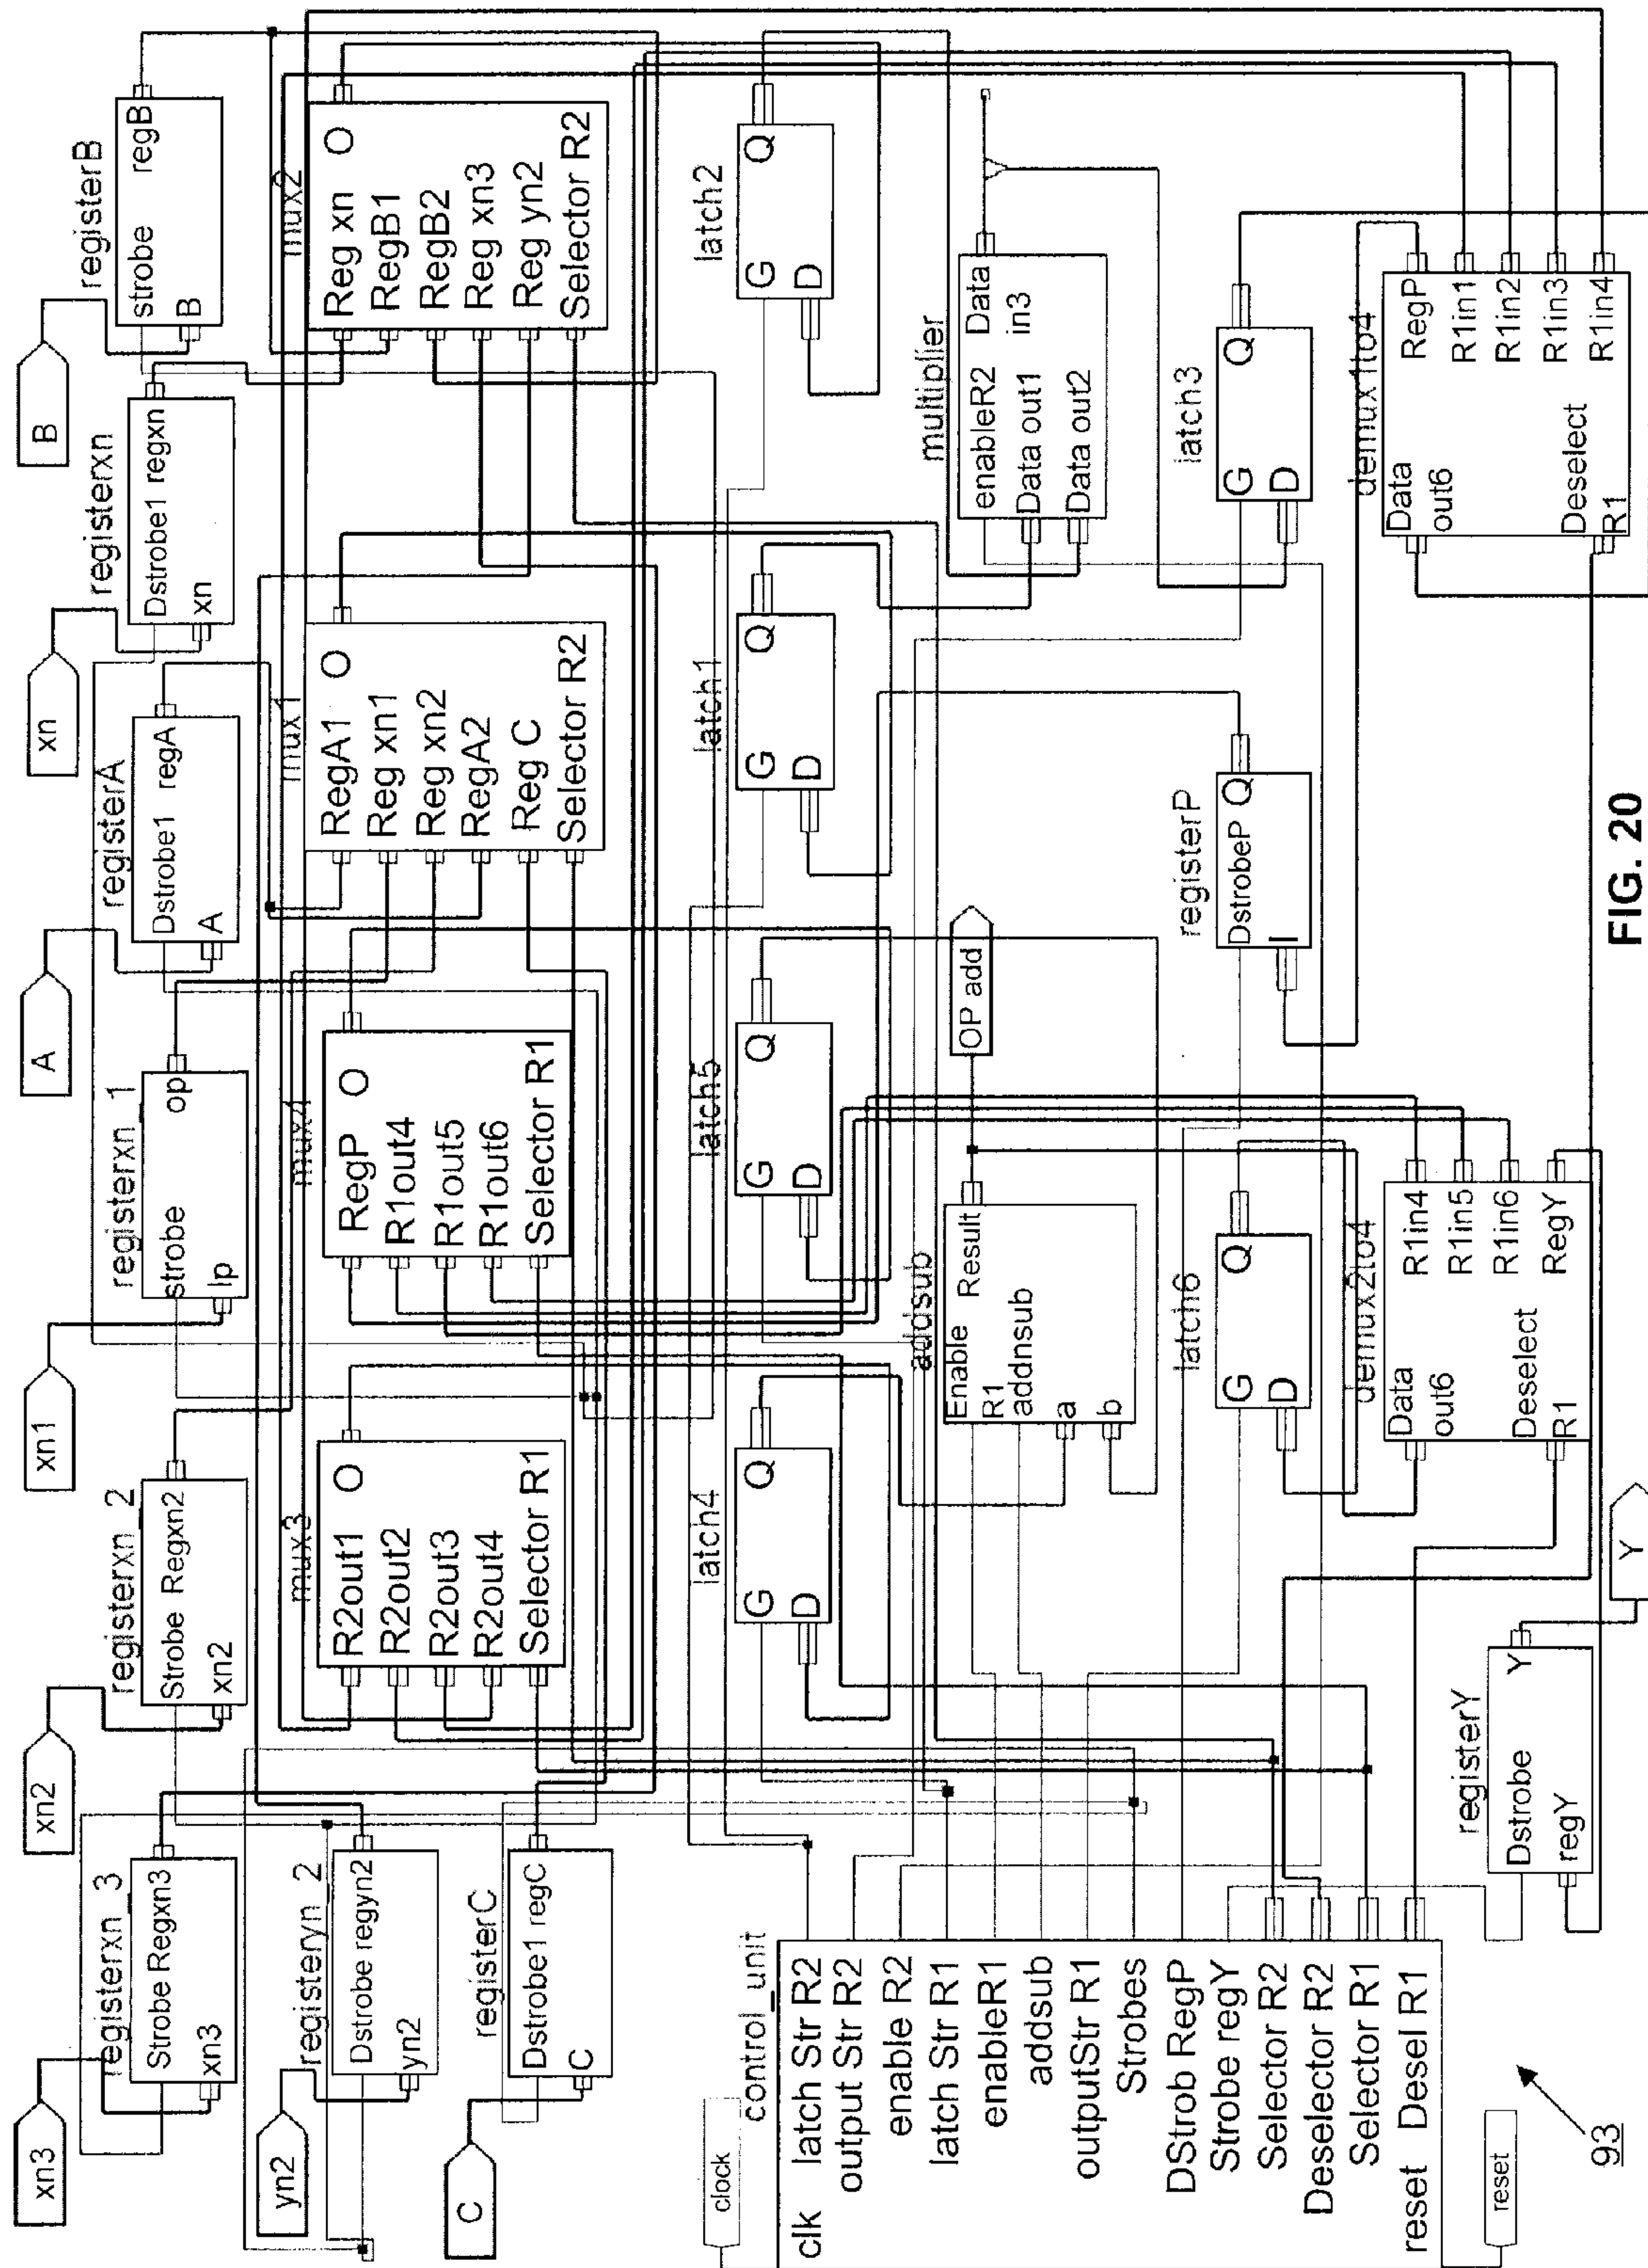 xn3
xn2
xn1
A
xn
B
registerxn_3
Strobe Regxn3
xn3
registerxn_2
Strobe Regxn2
xn2
registerxn_1
strobe op
Ip
registerA
Dstrobe1 regA
A
registerxn
Dstrobe1 regxn
xn
registerB
strobe regB
B
yn2
registeryn_2
Dstrobe regyn2
yn2
C
registerC
Dstrobe1 regC
C
mux3
R2out1 O
R2out2
R2out3
R2out4
Selector R1
mux4
RegP O
R1out4
R1out5
R1out6
Selector R1
mux1
RegA1 O
Reg xn1
Reg xn2
RegA2
Reg C
Selector R2
mux2
Reg xn O
RegB1
RegB2
Reg xn3
Reg yn2
Selector R2
latch4
G Q
D
latch5
G Q
D
latch1
G Q
D
latch2
G Q
D
clock
control_unit
clk latch Str R2
output Str R2
enable R2
latch Str R1
enableR1
addsub
outputStr R1
Strobes
DStrob RegP
Strobe regY
Selector R2
Deselector R2
Selector R1
reset Desel R1
reset
addsub
Enable Result
R1
addnsub
a
b
OP add
multiplier
enableR2 Data
in3
Data out1
Data out2
latch6
G Q
D
registerP
DstrobeP Q
I
latch3
G Q
D
demux2to4
Data R1in4
out6 R1in5
R1in6
Deselect RegY
R1
demux1to4
Data RegP
out6 R1in1
R1in2
Deselect R1in3
R1 R1in4
registerY
Dstrobe Y
regY
Y
93
FIG. 20